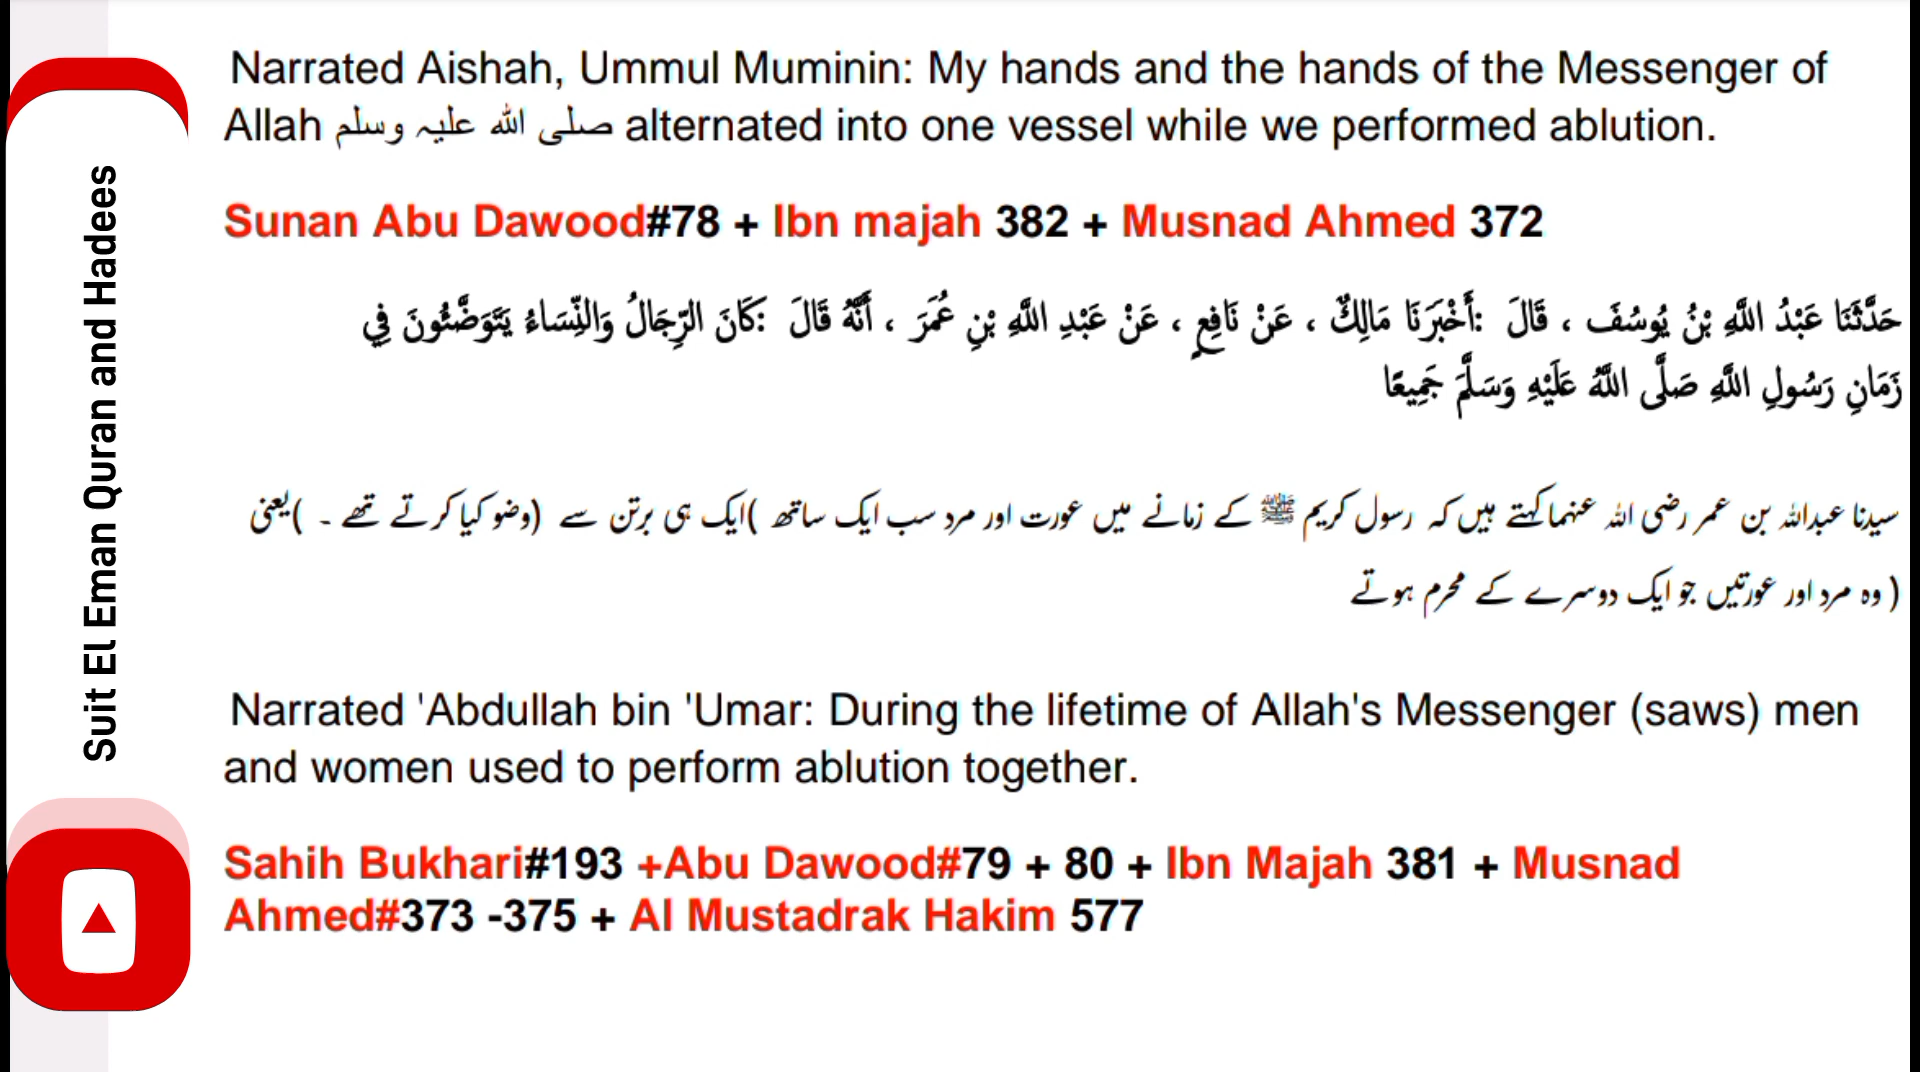 Suit El Eman Quran and Hadees
Narrated Aishah, Ummul Muminin: My hands and the hands of the Messenger of
Allah صلی اللہ علیہ وسلم alternated into one vessel while we performed ablution.
Sunan Abu Dawood#78 + Ibn majah 382 + Musnad Ahmed 372
حَدَّثَنَا عَبْدُ اللَّهِ بْنُ يُوسُفَ ، قَالَ :أَخْبَرَنَا مَالِكٌ ، عَنْ نَافِعٍ ، عَنْ عَبْدِ اللَّهِ بْنِ عُمَرَ ، أَنَّهُ قَالَ :كَانَ الرِّجَالُ وَالنِّسَاءُ يَتَوَضَّئُونَ فِي
زَمَانِ رَسُولِ اللَّهِ صَلَّى اللَّهُ عَلَيْهِ وَسَلَّمَ جَمِيعًا
سیدنا عبداللہ بن عمر رضی اللہ عنہما کہتے ہیں کہ رسول کریم ﷺ کے زمانے میں عورت اور مرد سب ایک ساتھ )ایک ہی برتن سے (وضو کیا کرتے تھے ۔ )یعنی
( وہ مرد اور عورتیں جو ایک دوسرے کے محرم ہوتے
Narrated 'Abdullah bin 'Umar: During the lifetime of Allah's Messenger (saws) men
and women used to perform ablution together.
Sahih Bukhari#193 +Abu Dawood#79 + 80 + Ibn Majah 381 + Musnad
Ahmed#373 -375 + Al Mustadrak Hakim 577